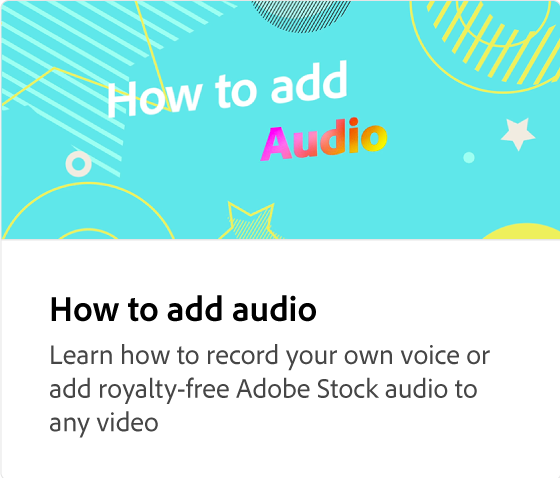 How to add
Audio
How to add audio
Learn how to record your own voice or
add royalty-free Adobe Stock audio to
any video